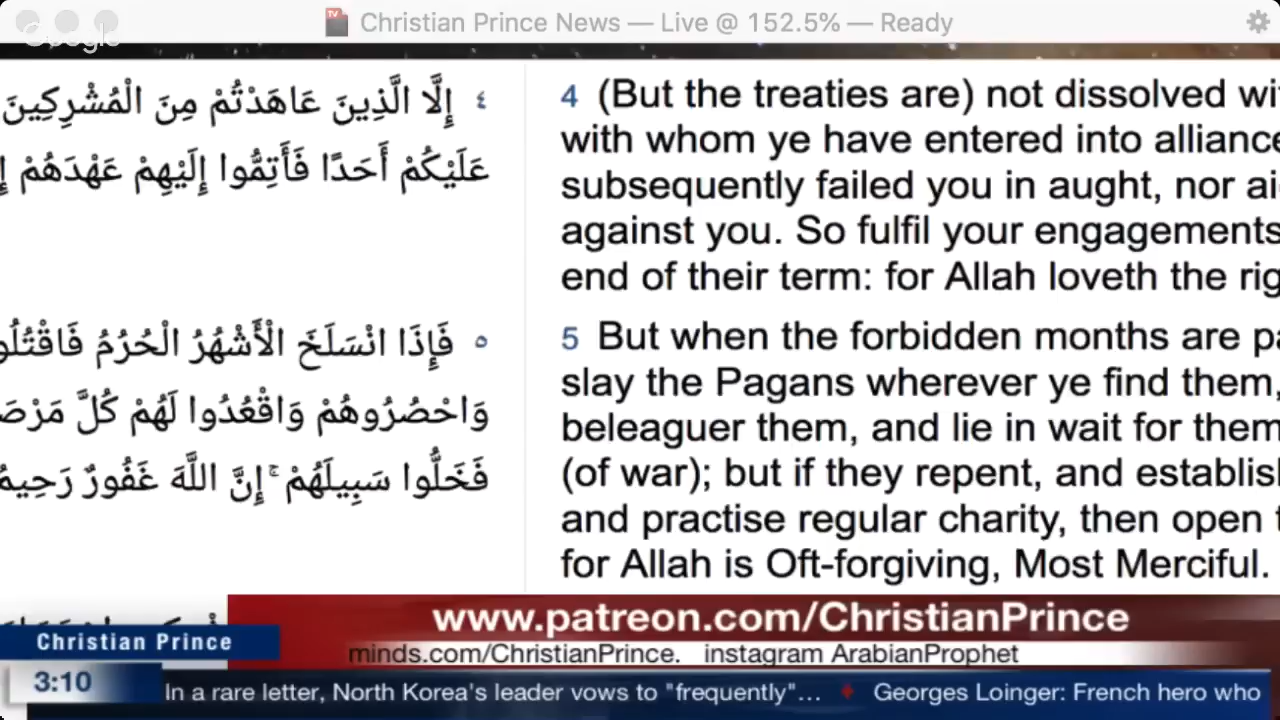 Christian Prince News — Live @ 152.5% — Ready
Google
٤ إِلَّا الَّذِينَ عَاهَدْتُمْ مِنَ الْمُشْرِكِينَ
عَلَيْكُمْ أَحَدًا فَأَتِمُّوا إِلَيْهِمْ عَهْدَهُمْ
٥ فَإِذَا انْسَلَخَ الْأَشْهُرُ الْحُرُمُ
وَاحْصُرُوهُمْ وَاقْعُدُوا لَهُمْ كُلَّ
فَخَلُّوا سَبِيلَهُمْ ۚ إِنَّ اللَّهَ غَفُورٌ
4 (But the treaties are) not dissolved
with whom ye have entered into
subsequently failed you in aught, nor
against you. So fulfil your engagements
end of their term: for Allah loveth the
5 But when the forbidden months are
slay the Pagans wherever ye find them,
beleaguer them, and lie in wait for them
(of war); but if they repent, and
and practise regular charity, then open
for Allah is Oft-forgiving, Most Merciful.
www.patreon.com/ChristianPrince
Christian Prince
minds.com/ChristianPrince. instagram ArabianProphet
3:10
In a rare letter, North Korea's leader vows to "frequently"... Georges Loinger: French hero who